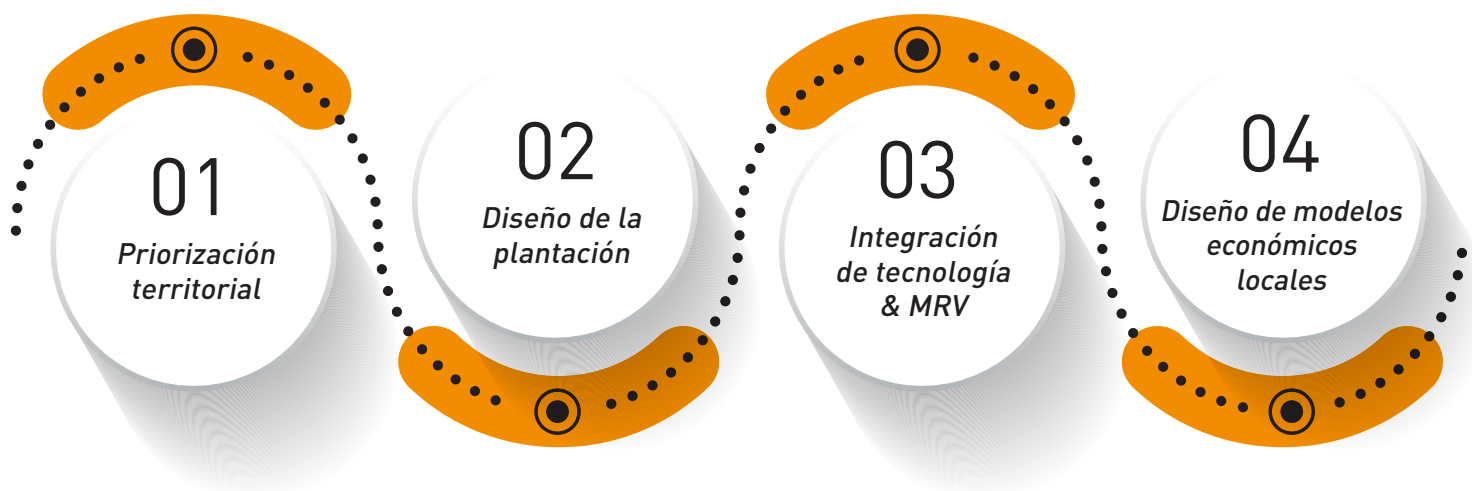 01
Priorización
territorial
02
Diseño de la
plantación
03
Integración
de tecnología
& MRV
04
Diseño de modelos
económicos
locales